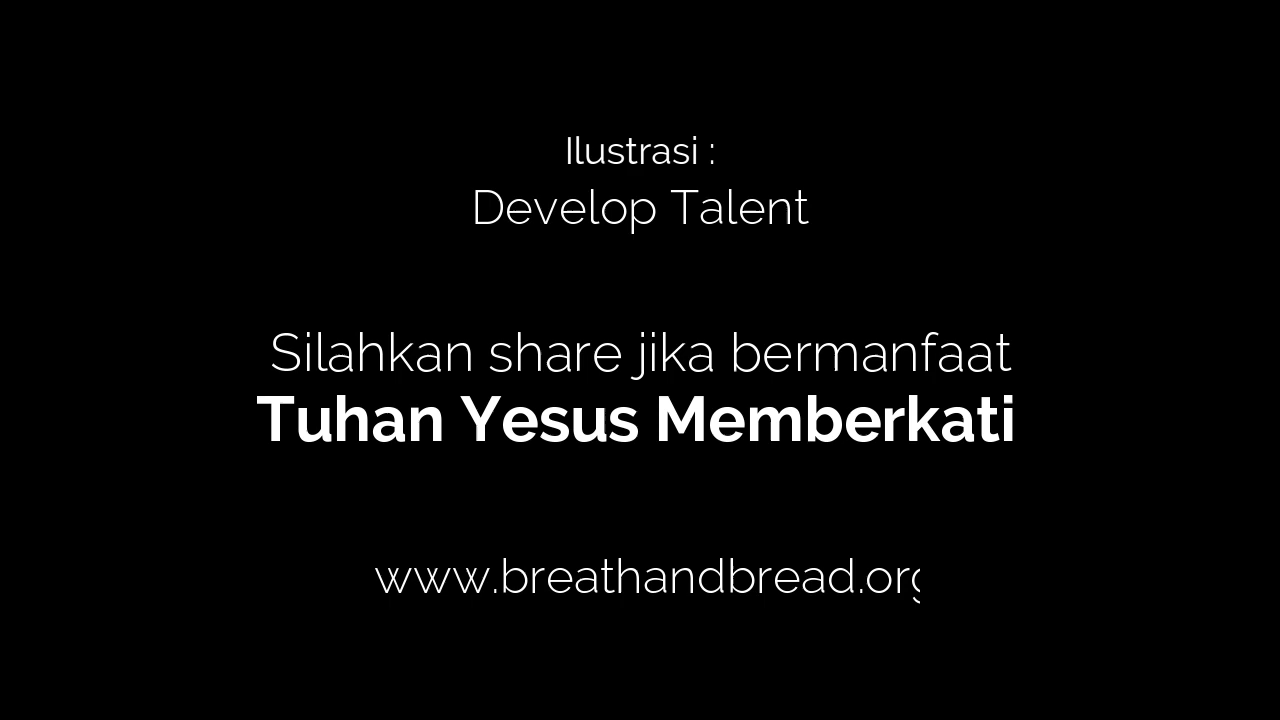 Ilustrasi :
Develop Talent
Silahkan share jika bermanfaat
Tuhan Yesus Memberkati
www.breathandbread.org